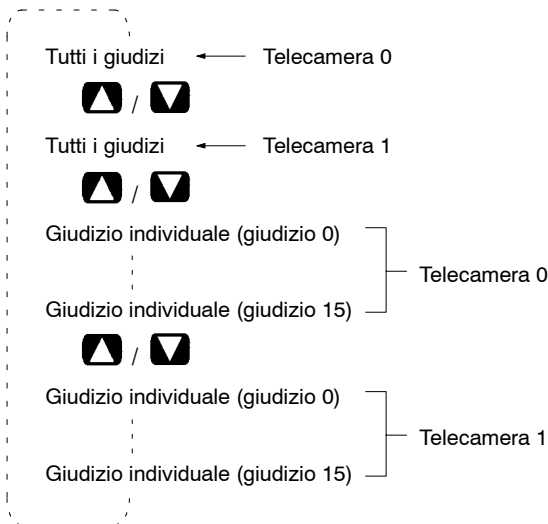 Tutti i giudizi Telecamera 0
/
Tutti i giudizi Telecamera 1
/
Giudizio individuale (giudizio 0)
Telecamera 0
Giudizio individuale (giudizio 15)
/
Giudizio individuale (giudizio 0)
Telecamera 1
Giudizio individuale (giudizio 15)